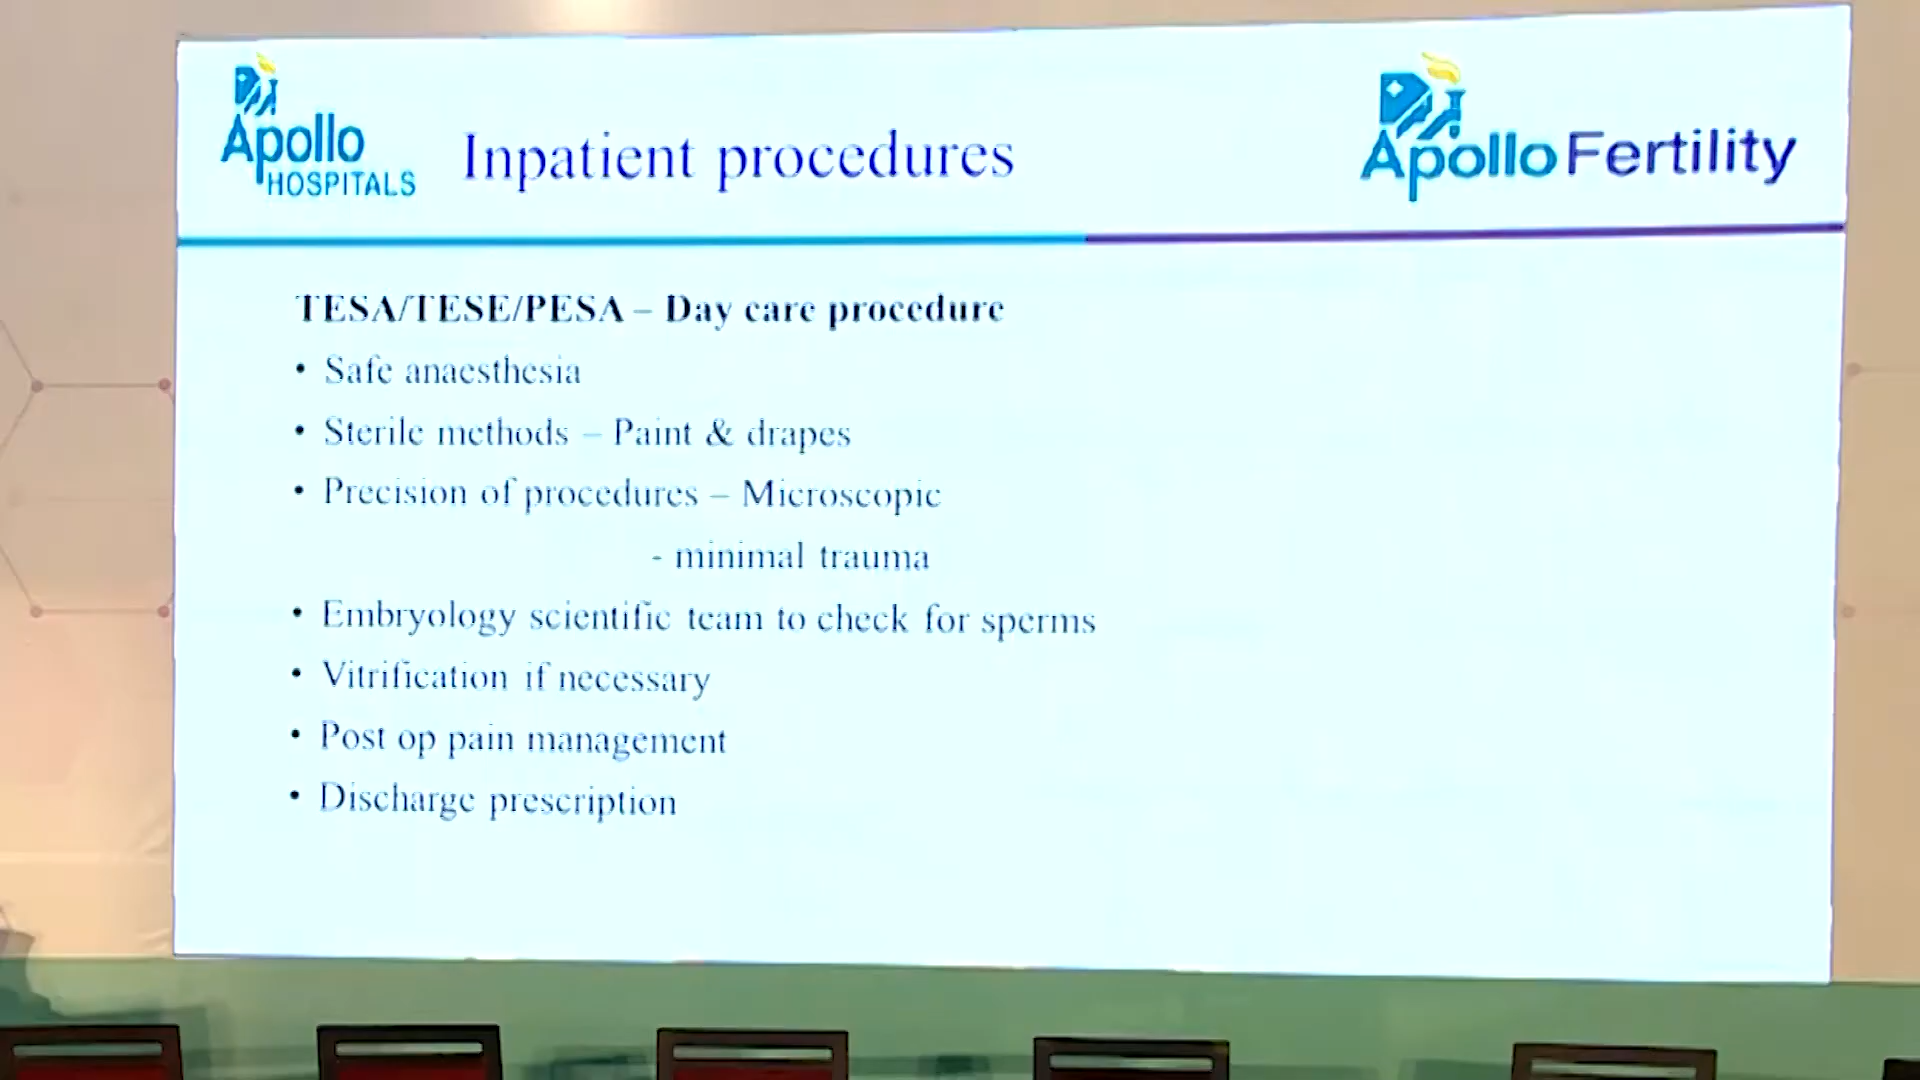 Apollo
HOSPITALS
Inpatient procedures
Apollo Fertility
TESA/TESE/PESA – Day care procedure
• Safe anaesthesia
• Sterile methods – Paint & drapes
• Precision of procedures – Microscopic
- minimal trauma
• Embryology scientific team to check for sperms
• Vitrification if necessary
• Post op pain management
• Discharge prescription